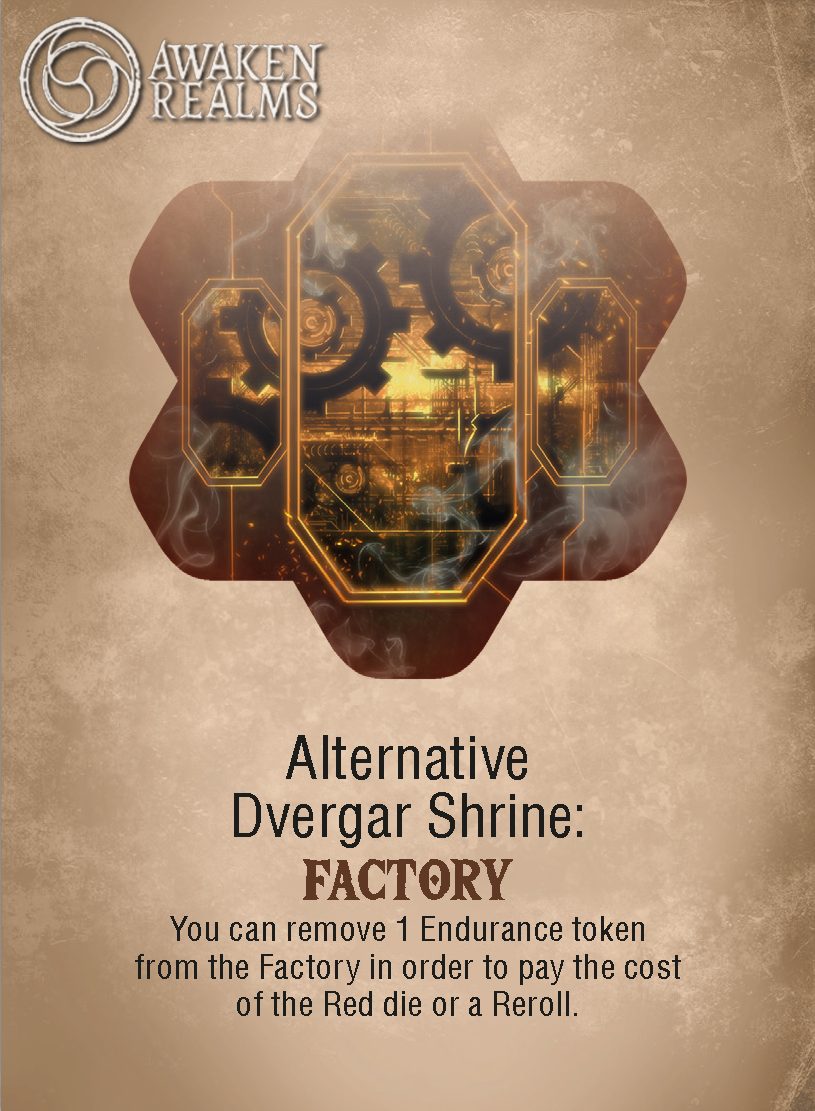 AWAKEN
REALMS
Alternative
Dvergar Shrine:
FACTORY
You can remove 1 Endurance token
from the Factory in order to pay the cost
of the Red die or a Reroll.